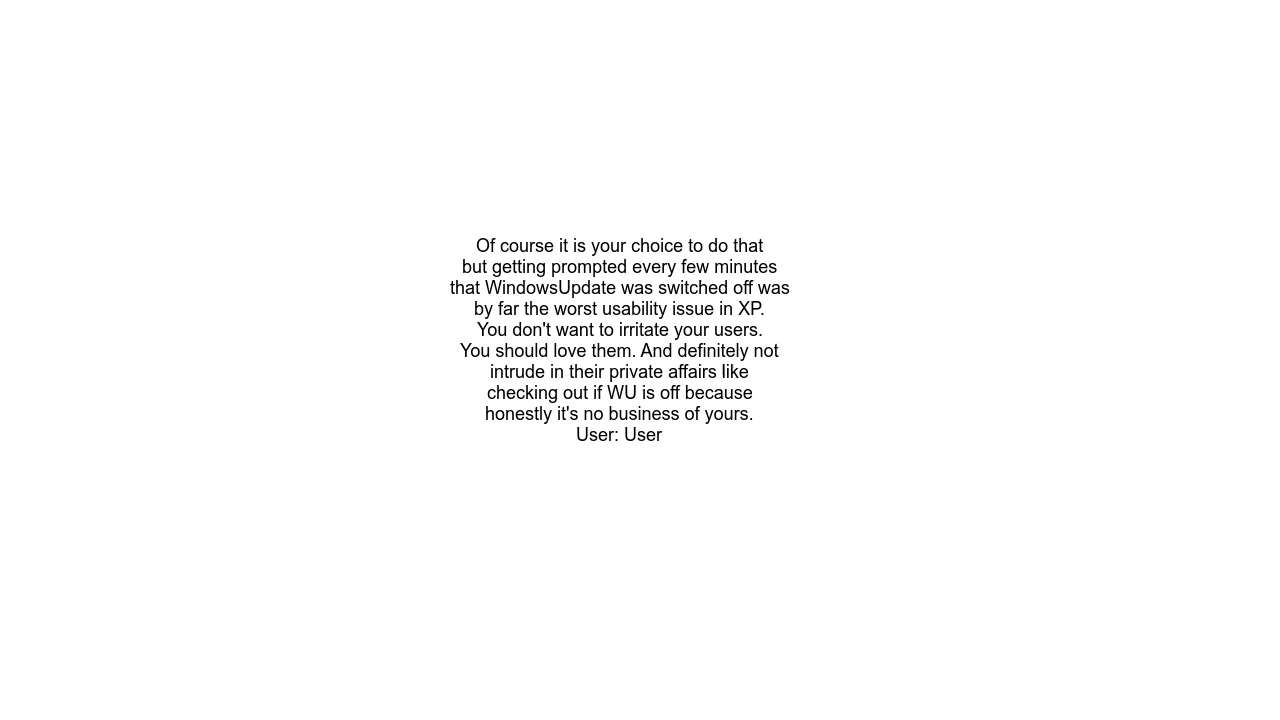 Of course it is your choice to do that
but getting prompted every few minutes
that WindowsUpdate was switched off was
by far the worst usability issue in XP.
You don't want to irritate your users.
You should love them. And definitely not
intrude in their private affairs like
checking out if WU is off because
honestly it's no business of yours.
User: User